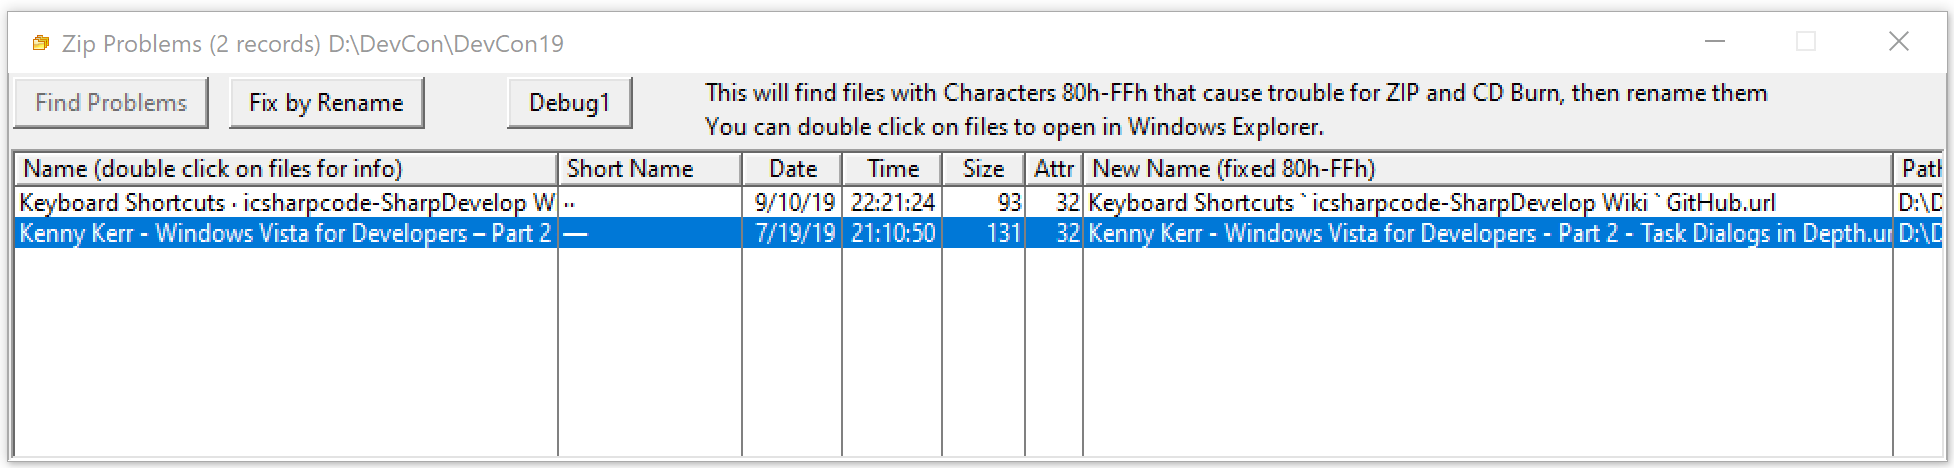 Zip Problems (2 records) D:\DevCon\DevCon19
Find Problems Fix by Rename Debug1 This will find files with Characters 80h-FFh that cause trouble for ZIP and CD Burn, then rename them
You can double click on files to open in Windows Explorer.
Name (double click on files for info) Short Name Date Time Size Attr New Name (fixed 80h-FFh) Path
Keyboard Shortcuts · icsharpcode-SharpDevelop W ·· 9/10/19 22:21:24 93 32 Keyboard Shortcuts ` icsharpcode-SharpDevelop Wiki ` GitHub.url D:\D
Kenny Kerr - Windows Vista for Developers – Part 2 –– 7/19/19 21:10:50 131 32 Kenny Kerr - Windows Vista for Developers - Part 2 - Task Dialogs in Depth.ur D:\D